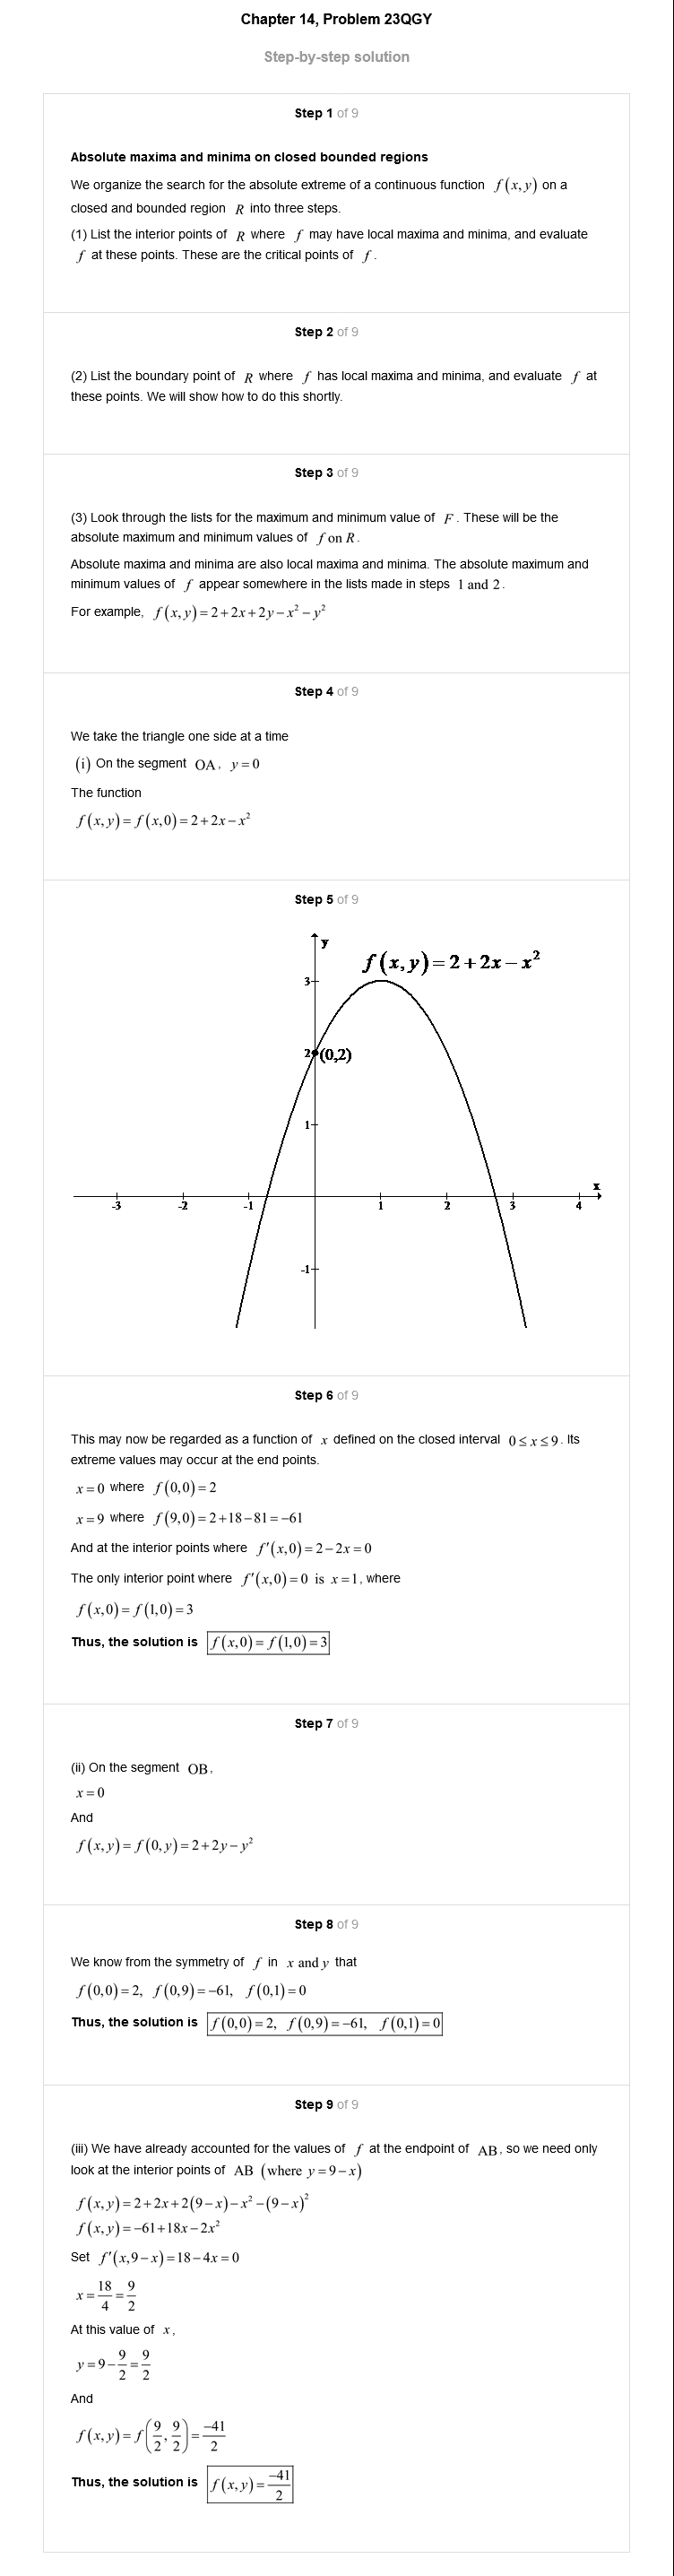 Chapter 14, Problem 23QGY
Step-by-step solution
Step 1 of 9
Absolute maxima and minima on closed bounded regions
We organize the search for the absolute extreme of a continuous function f(x,y) on a
closed and bounded region R into three steps.
(1) List the interior points of R where f may have local maxima and minima, and evaluate
f at these points. These are the critical points of f.
Step 2 of 9
(2) List the boundary point of R where f has local maxima and minima, and evaluate f at
these points. We will show how to do this shortly.
Step 3 of 9
(3) Look through the lists for the maximum and minimum value of F. These will be the
absolute maximum and minimum values of f on R.
Absolute maxima and minima are also local maxima and minima. The absolute maximum and
minimum values of f appear somewhere in the lists made in steps 1 and 2.
For example, f(x,y)=2+2x+2y−x²−y²
Step 4 of 9
We take the triangle one side at a time
(i) On the segment OA, y=0
The function
f(x,y)=f(x,0)=2+2x−x²
Step 5 of 9
y
f(x,y)=2+2x−x²
3
2 (0,2)
1
x
-3 -2 -1 1 2 3 4
-1
Step 6 of 9
This may now be regarded as a function of x defined on the closed interval 0≤x≤9. Its
extreme values may occur at the end points.
x=0 where f(0,0)=2
x=9 where f(9,0)=2+18−81=−61
And at the interior points where f′(x,0)=2−2x=0
The only interior point where f′(x,0)=0 is x=1, where
f(x,0)=f(1,0)=3
Thus, the solution is f(x,0)=f(1,0)=3
Step 7 of 9
(ii) On the segment OB,
x=0
And
f(x,y)=f(0,y)=2+2y−y²
Step 8 of 9
We know from the symmetry of f in x and y that
f(0,0)=2, f(0,9)=−61, f(0,1)=0
Thus, the solution is f(0,0)=2, f(0,9)=−61, f(0,1)=0
Step 9 of 9
(iii) We have already accounted for the values of f at the endpoint of AB, so we need only
look at the interior points of AB (where y=9−x)
f(x,y)=2+2x+2(9−x)−x²−(9−x)²
f(x,y)=−61+18x−2x²
Set f′(x,9−x)=18−4x=0
x=18/4=9/2
At this value of x,
y=9−9/2=9/2
And
f(x,y)=f(9/2,9/2)=−41/2
Thus, the solution is f(x,y)=−41/2